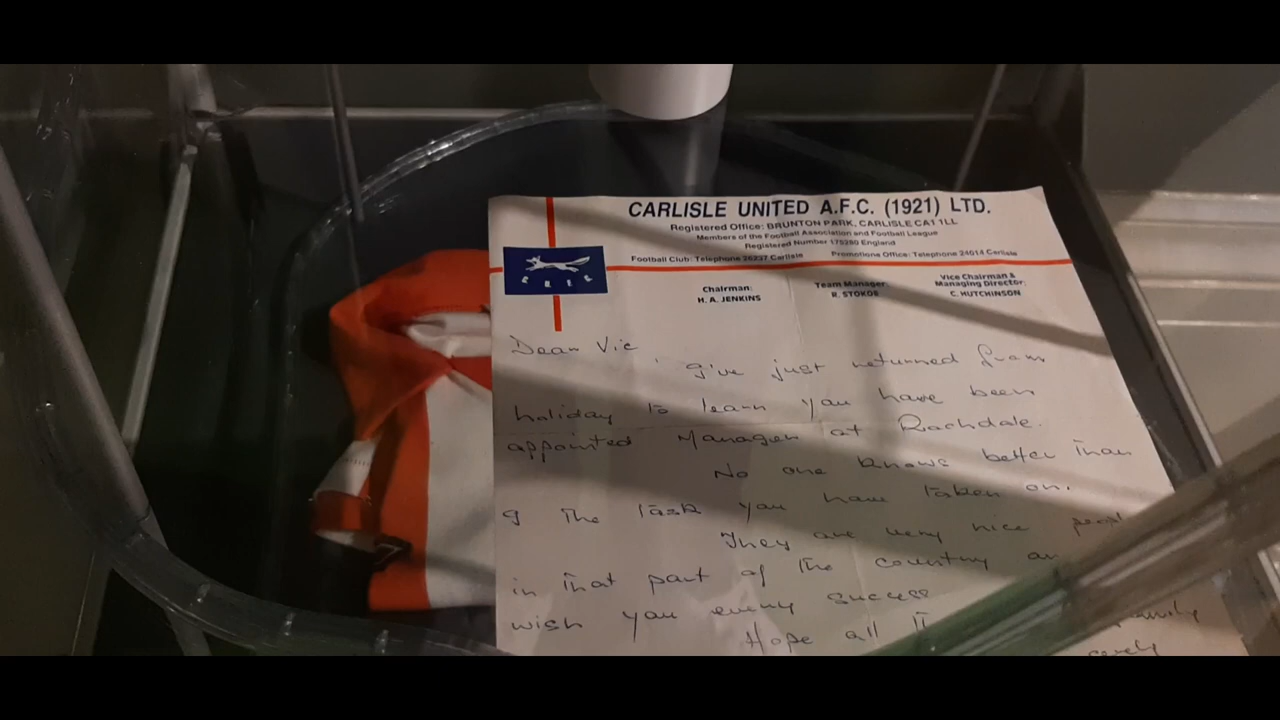 CARLISLE UNITED A.F.C. (1921) LTD.
Registered Office: BRUNTON PARK, CARLISLE CA1 1LL
Members of the Football Association and Football League
Registered Number 175280 England
Football Club: Telephone 26237 Carlisle Promotions Office: Telephone 24014 Carlisle
Chairman: Team Manager: Vice Chairman &
Managing Director:
H. A. JENKINS R. STOKOE C. HUTCHINSON
Dear Vic
I've just returned from
holiday to learn you have been
appointed Manager at Rochdale.
No one knows better than
I the task you have taken on.
They are very nice
in that part of the country
wish you every success
Hope all